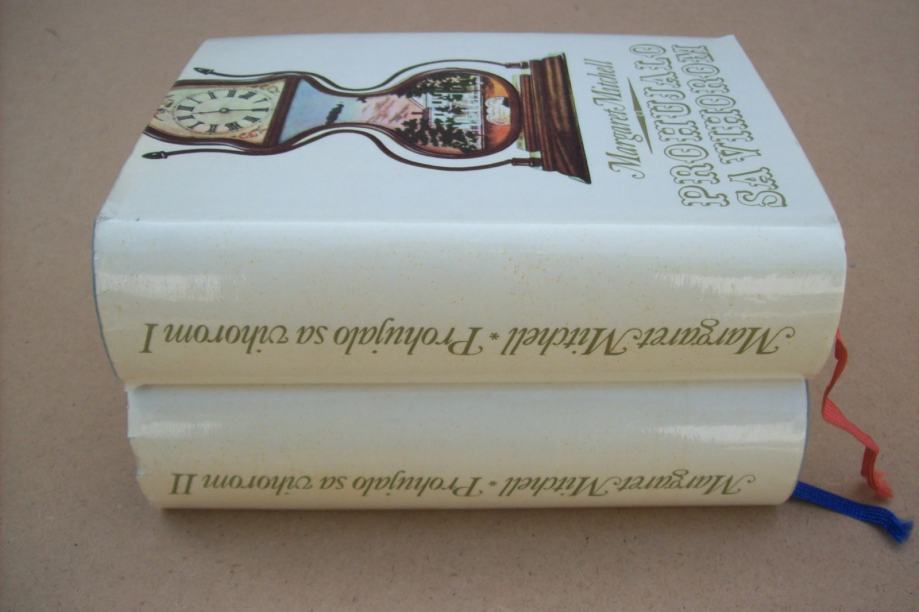 Margaret Mitchell
PROHUJALO
SA VIHOROM
Margaret Mitchell * Prohujalo sa vihorom I
Margaret Mitchell * Prohujalo sa vihorom II